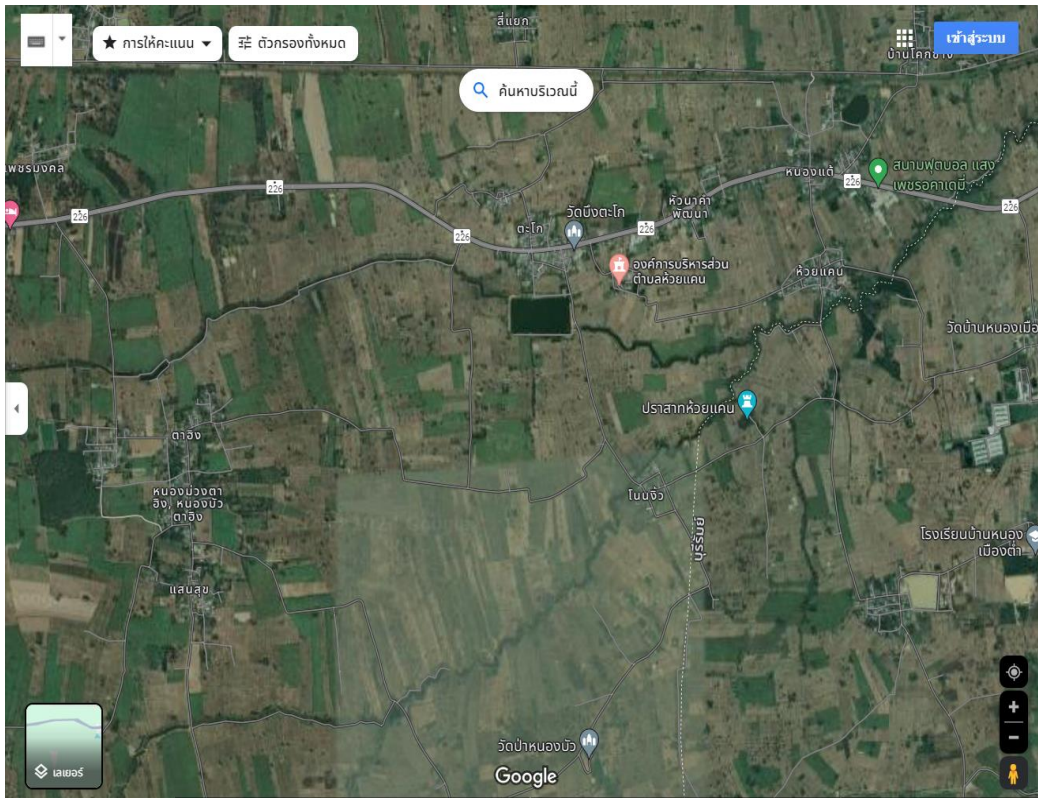 สี่แยก
การให้คะแนน
ตัวกรองทั้งหมด
เข้าสู่ระบบ
ค้นหาบริเวณนี้
เพชรมงคล
หนองแต้
สนามฟุตบอล แสง
เพชรอคาเดมี่
226
226
226
226
226
226
หัวนาคำ
พัฒนา
วัดบึงตะโก
ตะโก
องค์การบริหารส่วน
ตำบลห้วยแคน
ห้วยแคน
วัดบ้านหนองเมือ
ปราสาทห้วยแคน
ตาฮิง
หนองม่วงตา
ฮิง, หนองบัว
ตาฮิง
โนนงิ้ว
บุรีรัมย์
โรงเรียนบ้านหนอง
เมืองต่ำ
แสนสุข
วัดป่าหนองบัว
Google
เลเยอร์